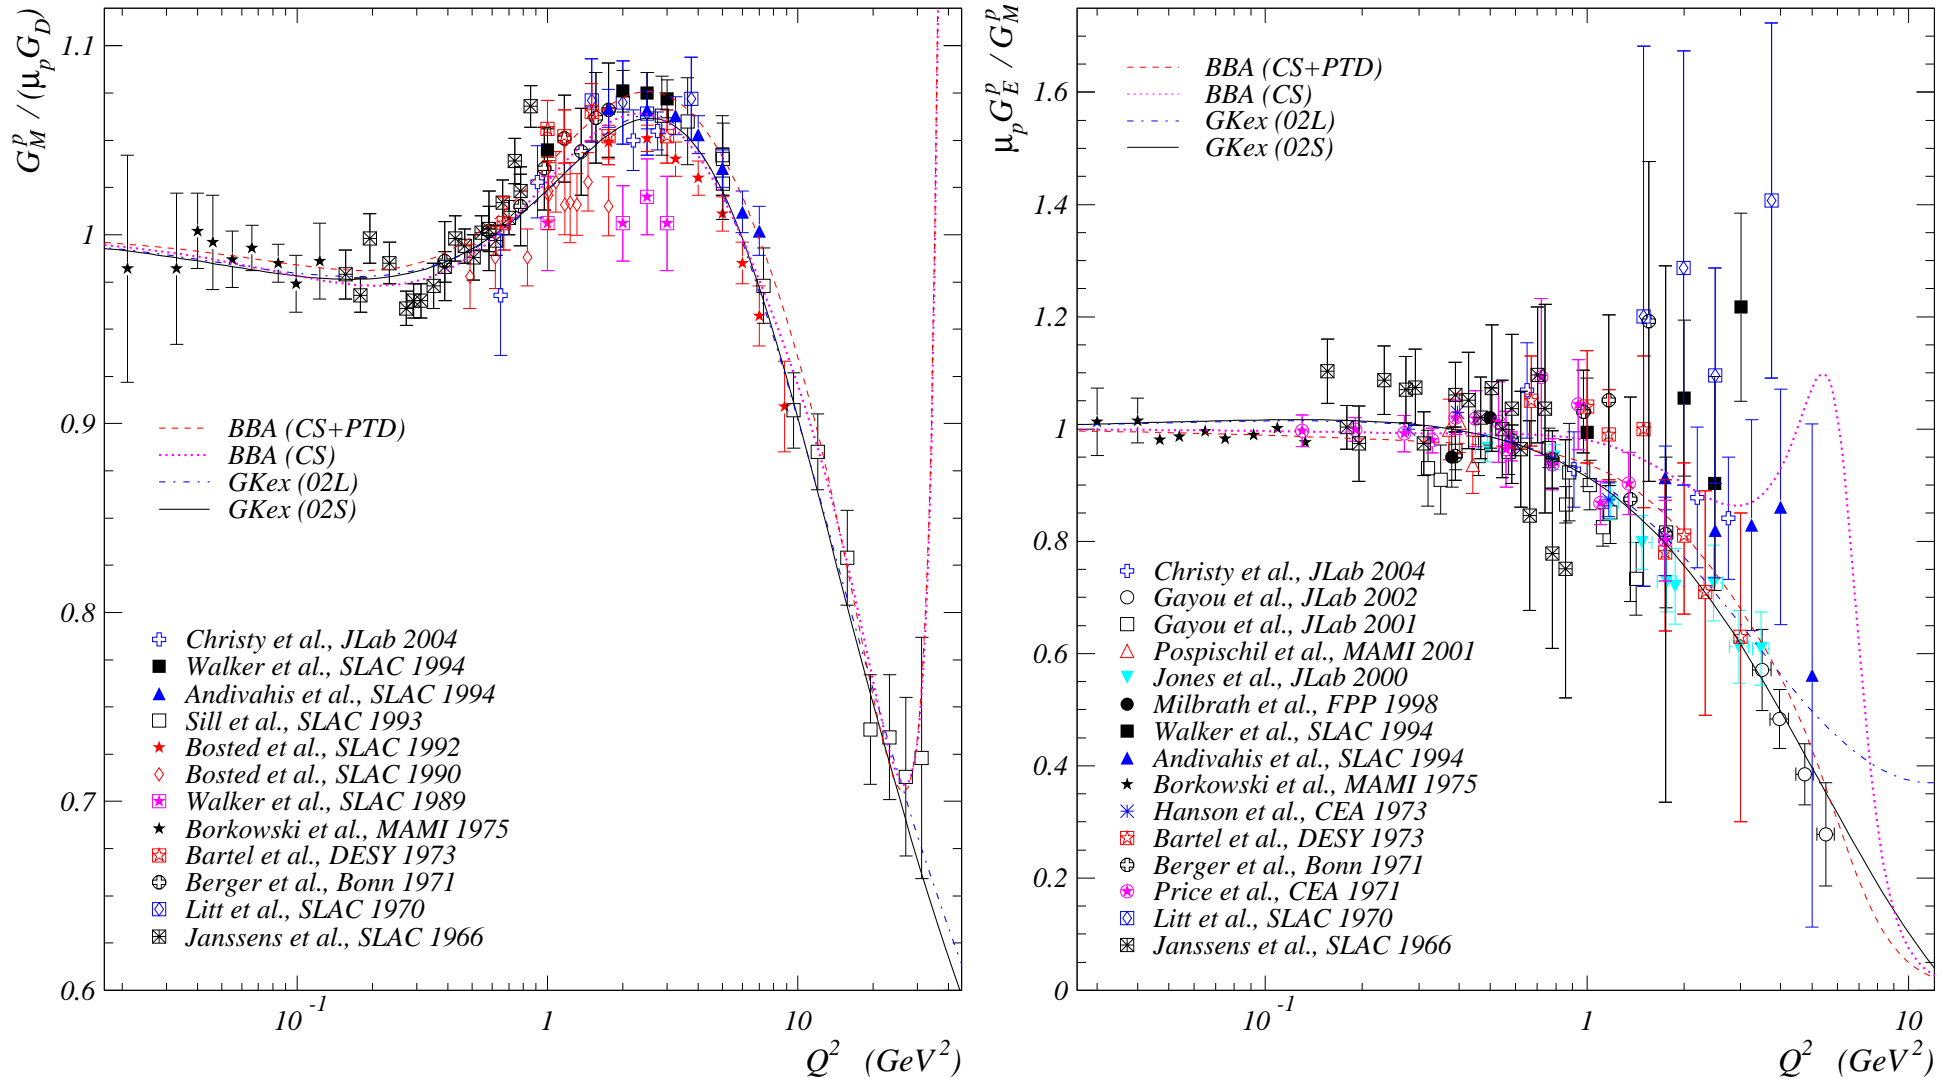 G_M^p / (μ_p G_D)
1.1
1
0.9
0.8
0.7
0.6
BBA (CS+PTD)
BBA (CS)
GKex (02L)
GKex (02S)
Christy et al., JLab 2004
Walker et al., SLAC 1994
Andivahis et al., SLAC 1994
Sill et al., SLAC 1993
Bosted et al., SLAC 1992
Bosted et al., SLAC 1990
Walker et al., SLAC 1989
Borkowski et al., MAMI 1975
Bartel et al., DESY 1973
Berger et al., Bonn 1971
Litt et al., SLAC 1970
Janssens et al., SLAC 1966
10^-1 1 10
Q^2 (GeV^2)
μ_p G_E^p / G_M^p
1.6
1.4
1.2
1
0.8
0.6
0.4
0.2
0
BBA (CS+PTD)
BBA (CS)
GKex (02L)
GKex (02S)
Christy et al., JLab 2004
Gayou et al., JLab 2002
Gayou et al., JLab 2001
Pospischil et al., MAMI 2001
Jones et al., JLab 2000
Milbrath et al., FPP 1998
Walker et al., SLAC 1994
Andivahis et al., SLAC 1994
Borkowski et al., MAMI 1975
Hanson et al., CEA 1973
Bartel et al., DESY 1973
Berger et al., Bonn 1971
Price et al., CEA 1971
Litt et al., SLAC 1970
Janssens et al., SLAC 1966
10^-1 1 10
Q^2 (GeV^2)